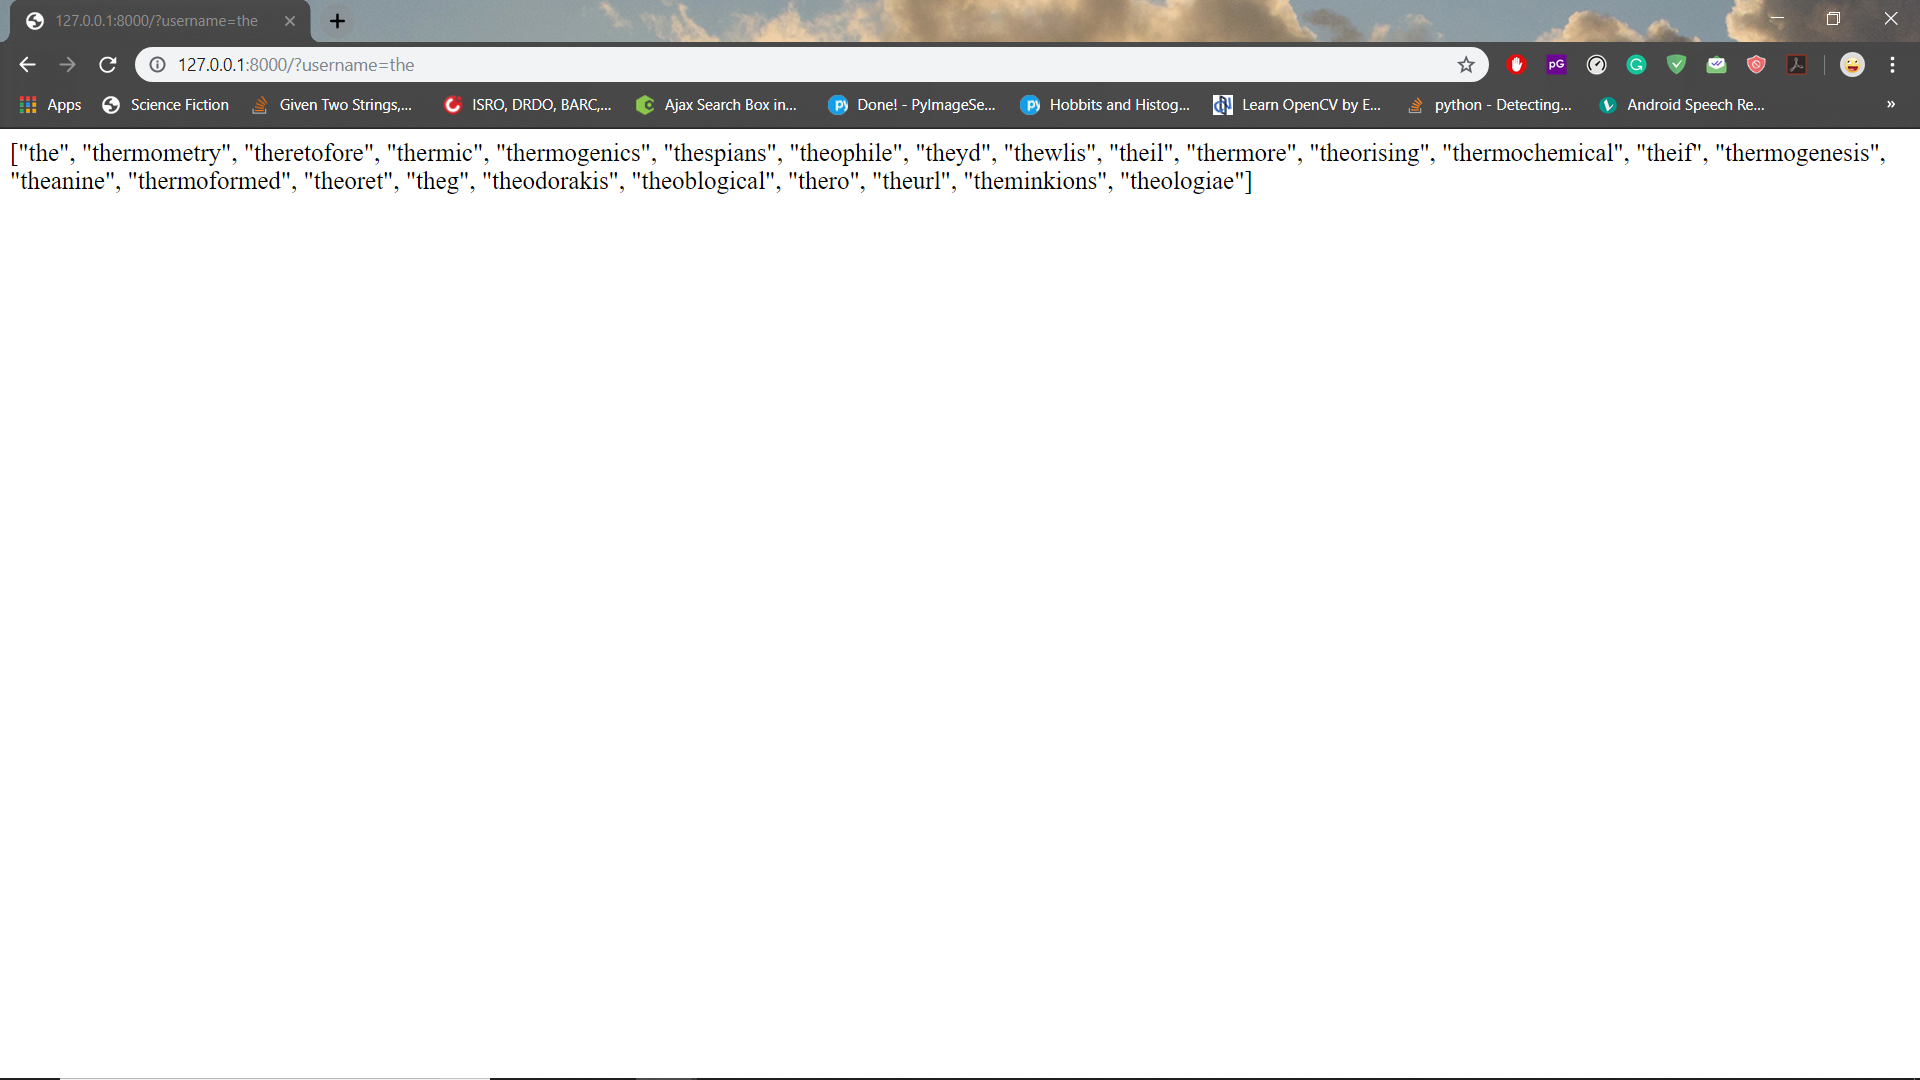 127.0.0.1:8000/?username=the
127.0.0.1:8000/?username=the
pG
Apps Science Fiction Given Two Strings,... ISRO, DRDO, BARC,... Ajax Search Box in... Done! - PyImageSe... Hobbits and Histog... Learn OpenCV by E... python - Detecting... Android Speech Re... »
["the", "thermometry", "theretofore", "thermic", "thermogenics", "thespians", "theophile", "theyd", "thewlis", "theil", "thermore", "theorising", "thermochemical", "theif", "thermogenesis",
"theanine", "thermoformed", "theoret", "theg", "theodorakis", "theoblogical", "thero", "theurl", "theminkions", "theologiae"]